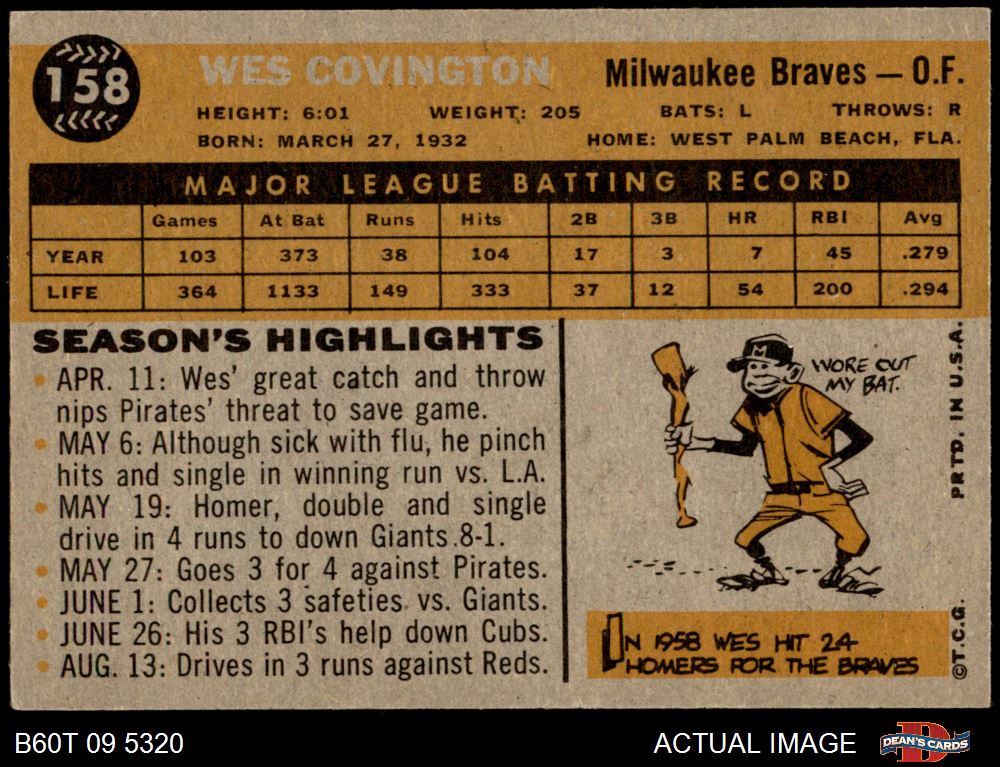 158
WES COVINGTON
Milwaukee Braves — O.F.
HEIGHT: 6:01 WEIGHT: 205 BATS: L THROWS: R
BORN: MARCH 27, 1932 HOME: WEST PALM BEACH, FLA.
MAJOR LEAGUE BATTING RECORD
Games At Bat Runs Hits 2B 3B HR RBI Avg
YEAR 103 373 38 104 17 3 7 45 .279
LIFE 364 1133 149 333 37 12 54 200 .294
SEASON'S HIGHLIGHTS
• APR. 11: Wes' great catch and throw
nips Pirates' threat to save game.
• MAY 6: Although sick with flu, he pinch
hits and single in winning run vs. L.A.
• MAY 19: Homer, double and single
drive in 4 runs to down Giants 8-1.
• MAY 27: Goes 3 for 4 against Pirates.
• JUNE 1: Collects 3 safeties vs. Giants.
• JUNE 26: His 3 RBI's help down Cubs.
• AUG. 13: Drives in 3 runs against Reds.
M
WORE OUT
MY BAT.
IN 1958 WES HIT 24
HOMERS FOR THE BRAVES
©T.C.G. PRTD. IN U.S.A.
B60T 09 5320
ACTUAL IMAGE
D
DEAN'S CARDS